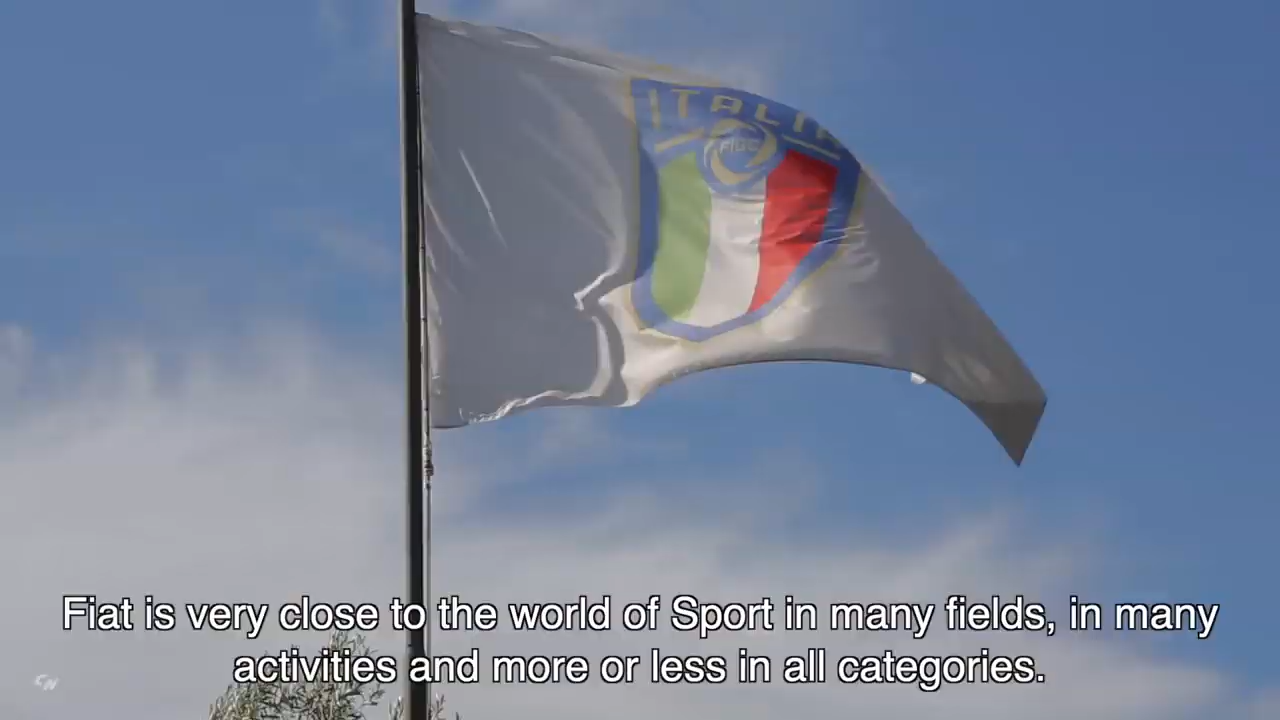 ITALIA
FIGC
Fiat is very close to the world of Sport in many fields, in many
activities and more or less in all categories.
CN